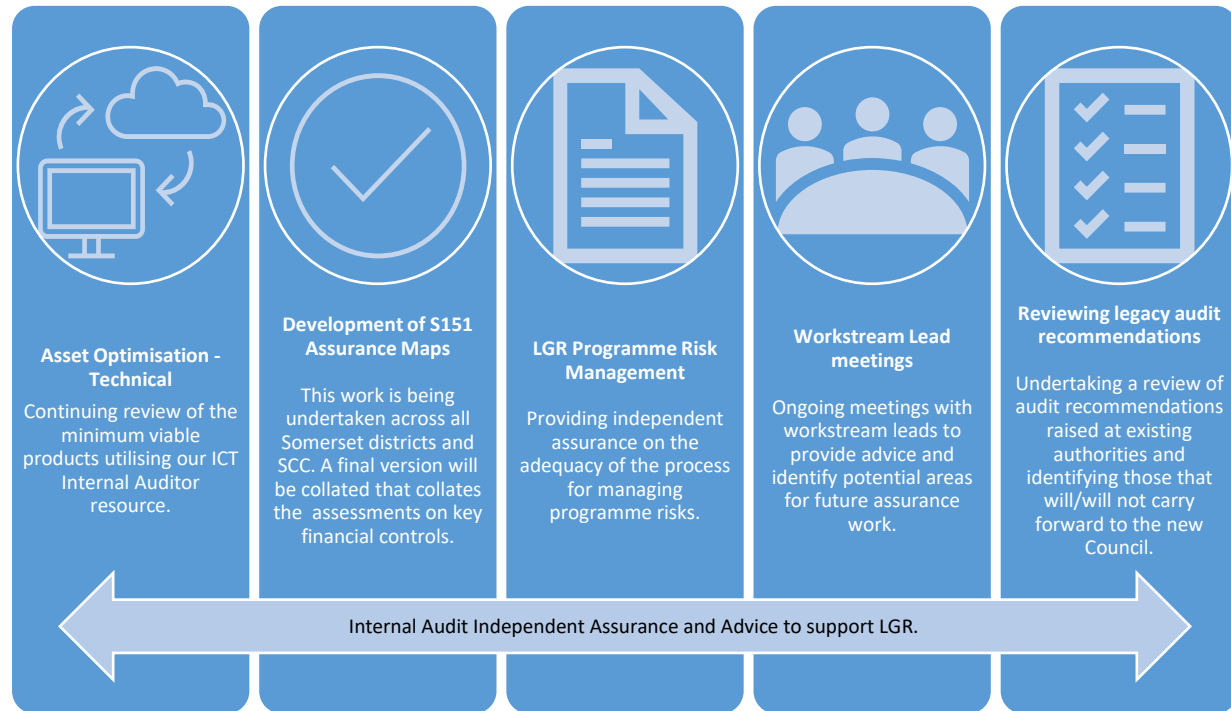 Asset Optimisation -
Technical
Continuing review of the
minimum viable
products utilising our ICT
Internal Auditor
resource.
Development of S151
Assurance Maps
This work is being
undertaken across all
Somerset districts and
SCC. A final version will
be collated that collates
the assessments on key
financial controls.
LGR Programme Risk
Management
Providing independent
assurance on the
adequacy of the process
for managing
programme risks.
Workstream Lead
meetings
Ongoing meetings with
workstream leads to
provide advice and
identify potential areas
for future assurance
work.
Reviewing legacy audit
recommendations
Undertaking a review of
audit recommendations
raised at existing
authorities and
identifying those that
will/will not carry
forward to the new
Council.
Internal Audit Independent Assurance and Advice to support LGR.